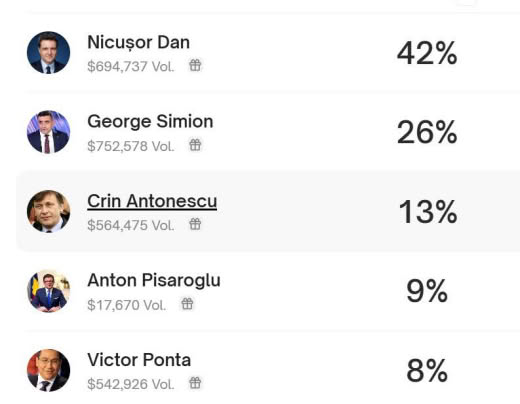 Nicușor Dan
42%
$694,737 Vol.
George Simion
26%
$752,578 Vol.
Crin Antonescu
13%
$564,475 Vol.
Anton Pisaroglu
9%
$17,670 Vol.
Victor Ponta
8%
$542,926 Vol.